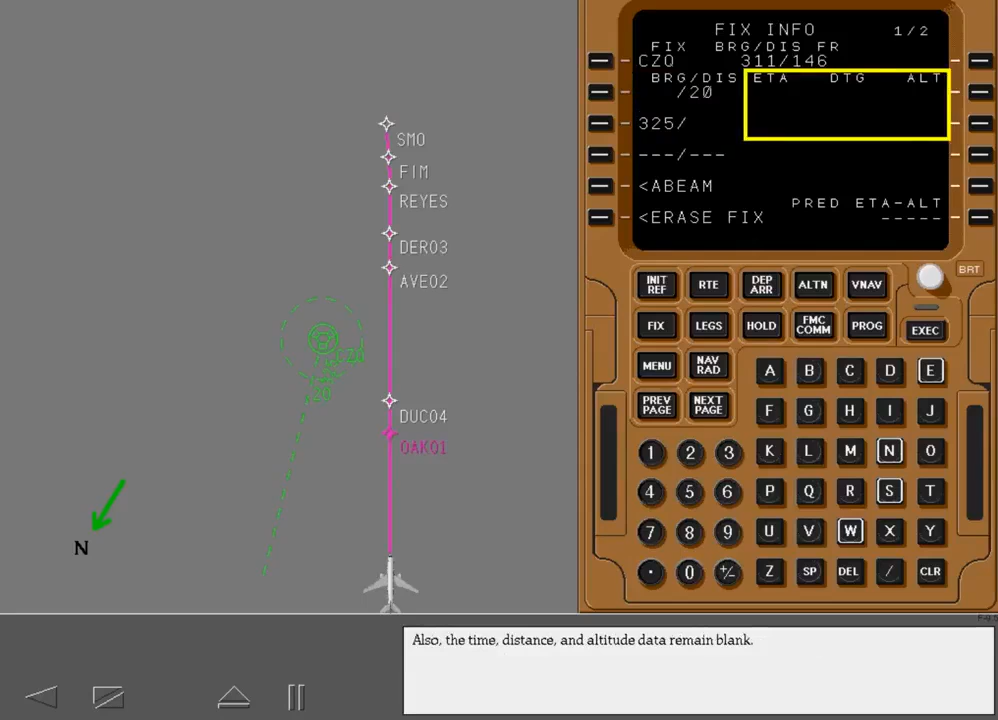 FIX INFO 1/2
FIX BRG/DIS FR
CZQ 311/146
BRG/DIS ETA DTG ALT
/20
325/
---/---
<ABEAM
PRED ETA-ALT
<ERASE FIX -----
SMO
FIM
REYES
DER03
AVE02
CZQ
20
DUC04
OAK01
N
BRT
INIT REF RTE DEP ARR ALTN VNAV
FIX LEGS HOLD FMC COMM PROG EXEC
MENU NAV RAD
PREV PAGE NEXT PAGE
A B C D E
F G H I J
1 2 3 K L M N O
4 5 6 P Q R S T
7 8 9 U V W X Y
. 0 +/- Z SP DEL / CLR
Also, the time, distance, and altitude data remain blank.